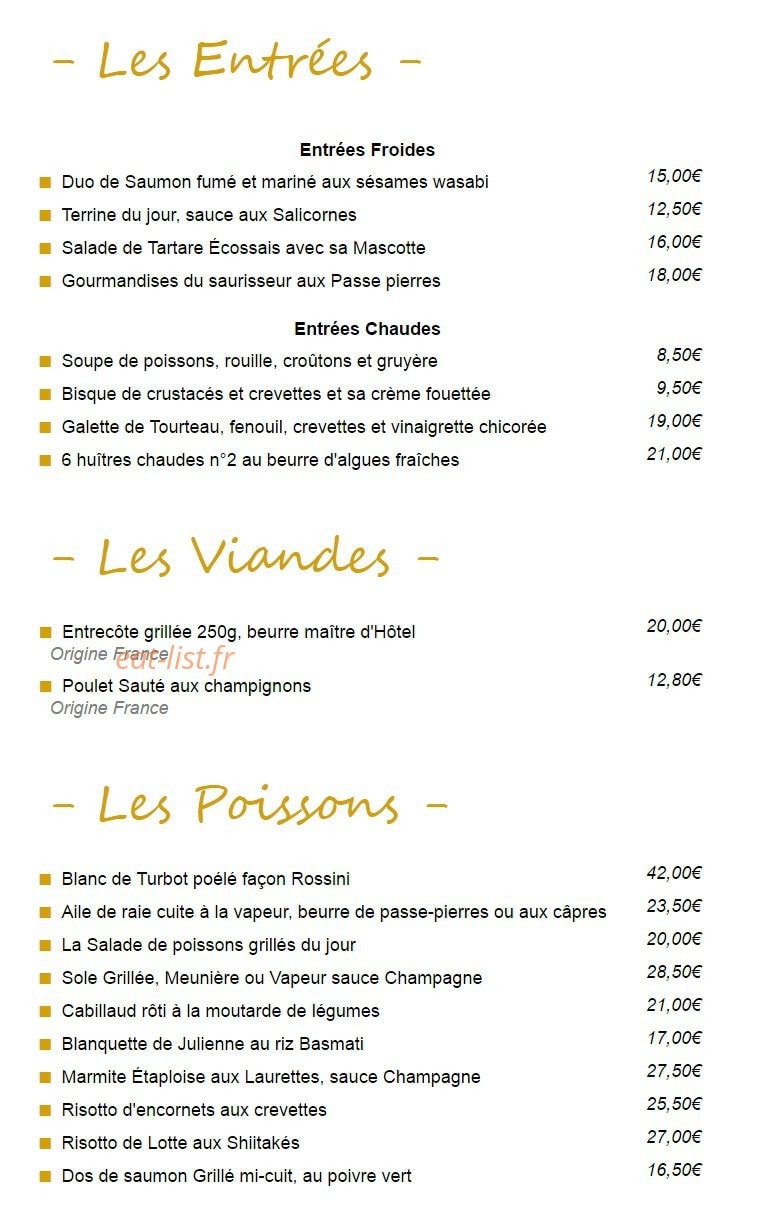 - Les Entrées -
Entrées Froides
Duo de Saumon fumé et mariné aux sésames wasabi 15,00€
Terrine du jour, sauce aux Salicornes 12,50€
Salade de Tartare Écossais avec sa Mascotte 16,00€
Gourmandises du saurisseur aux Passe pierres 18,00€
Entrées Chaudes
Soupe de poissons, rouille, croûtons et gruyère 8,50€
Bisque de crustacés et crevettes et sa crème fouettée 9,50€
Galette de Tourteau, fenouil, crevettes et vinaigrette chicorée 19,00€
6 huîtres chaudes n°2 au beurre d'algues fraîches 21,00€
- Les Viandes -
Entrecôte grillée 250g, beurre maître d'Hôtel 20,00€
Origine France
eat-list.fr
Poulet Sauté aux champignons 12,80€
Origine France
- Les Poissons -
Blanc de Turbot poélé façon Rossini 42,00€
Aile de raie cuite à la vapeur, beurre de passe-pierres ou aux câpres 23,50€
La Salade de poissons grillés du jour 20,00€
Sole Grillée, Meunière ou Vapeur sauce Champagne 28,50€
Cabillaud rôti à la moutarde de légumes 21,00€
Blanquette de Julienne au riz Basmati 17,00€
Marmite Étaploise aux Laurettes, sauce Champagne 27,50€
Risotto d'encornets aux crevettes 25,50€
Risotto de Lotte aux Shiitakés 27,00€
Dos de saumon Grillé mi-cuit, au poivre vert 16,50€